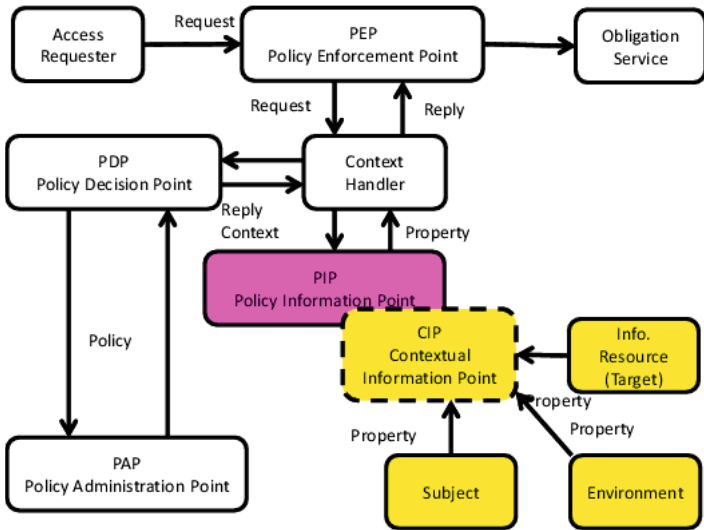 Access
Requester
Request
PEP
Policy Enforcement Point
Obligation
Service
Request
Reply
PDP
Policy Decision Point
Context
Handler
Reply
Context
Property
PIP
Policy Information Point
CIP
Contextual
Information Point
Info.
Resource
(Target)
Policy
Property
Property
Property
PAP
Policy Administration Point
Subject
Environment